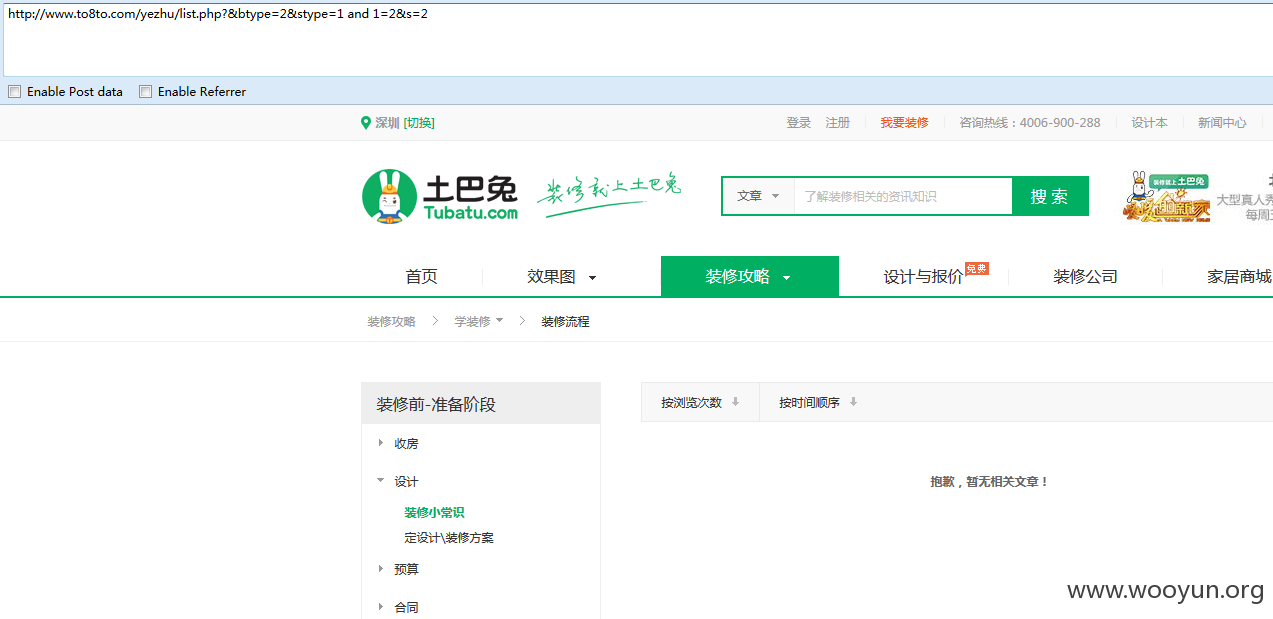 http://www.to8to.com/yezhu/list.php?&btype=2&stype=1 and 1=2&s=2
Enable Post data Enable Referrer
深圳 [切换] 登录 注册 我要装修 咨询热线：4006-900-288 设计本 新闻中心
土巴兔 装修就上土巴兔
Tubatu.com
文章 了解装修相关的资讯知识 搜 索
装修就上土巴兔
大型真人秀
每周五
首页 效果图 装修攻略 设计与报价 免费 装修公司 家居商城
装修攻略 学装修 装修流程
装修前-准备阶段 按浏览次数 按时间顺序
收房
设计 抱歉，暂无相关文章！
装修小常识
定设计\装修方案
预算
合同
www.wooyun.org